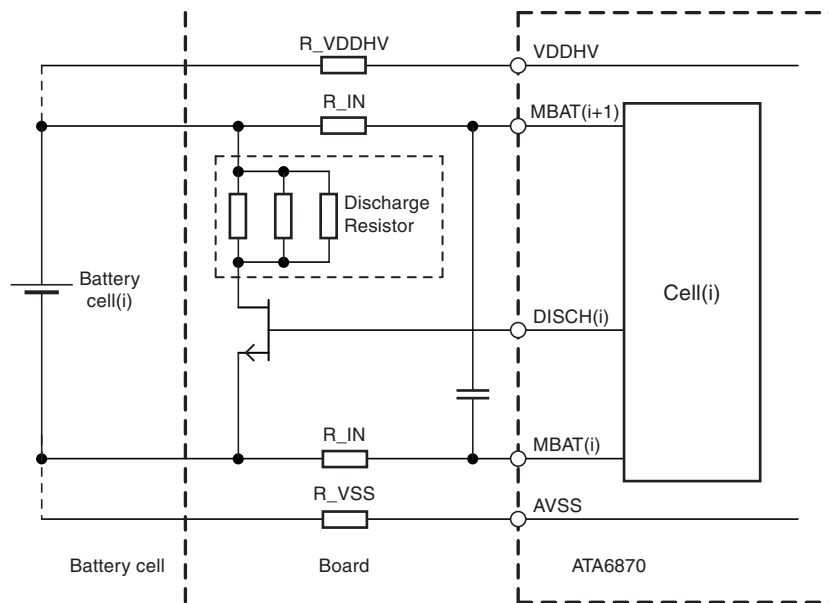 R_VDDHV
VDDHV
R_IN
MBAT(i+1)
Discharge
Resistor
Battery
cell(i)
Cell(i)
DISCH(i)
R_IN
MBAT(i)
R_VSS
AVSS
Battery cell
Board
ATA6870